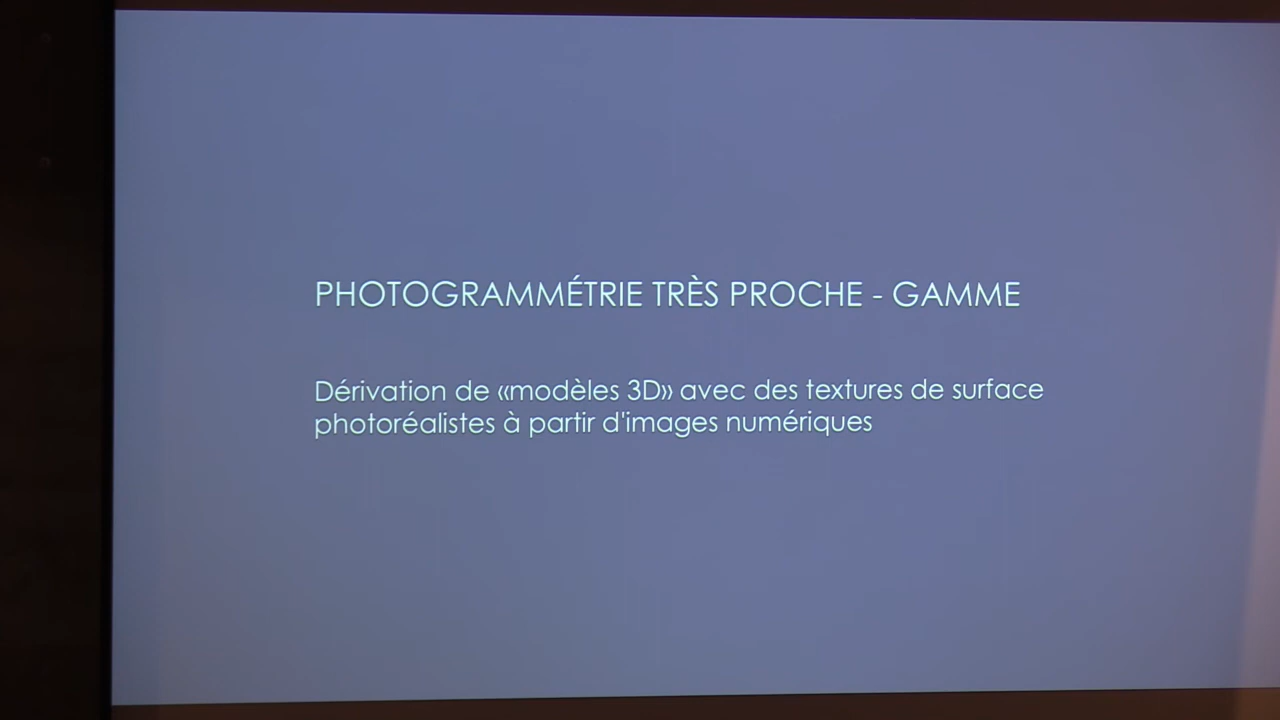 PHOTOGRAMMÉTRIE TRÈS PROCHE - GAMME
Dérivation de «modèles 3D» avec des textures de surface
photoréalistes à partir d'images numériques